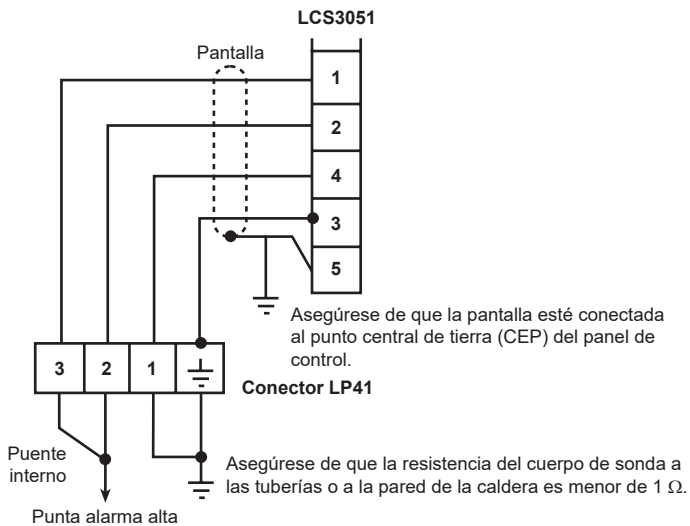 LCS3051
Pantalla
1
2
4
3
5
Asegúrese de que la pantalla esté conectada
al punto central de tierra (CEP) del panel de
control.
3 2 1
Conector LP41
Puente
interno
Asegúrese de que la resistencia del cuerpo de sonda a
las tuberías o a la pared de la caldera es menor de 1 Ω.
Punta alarma alta